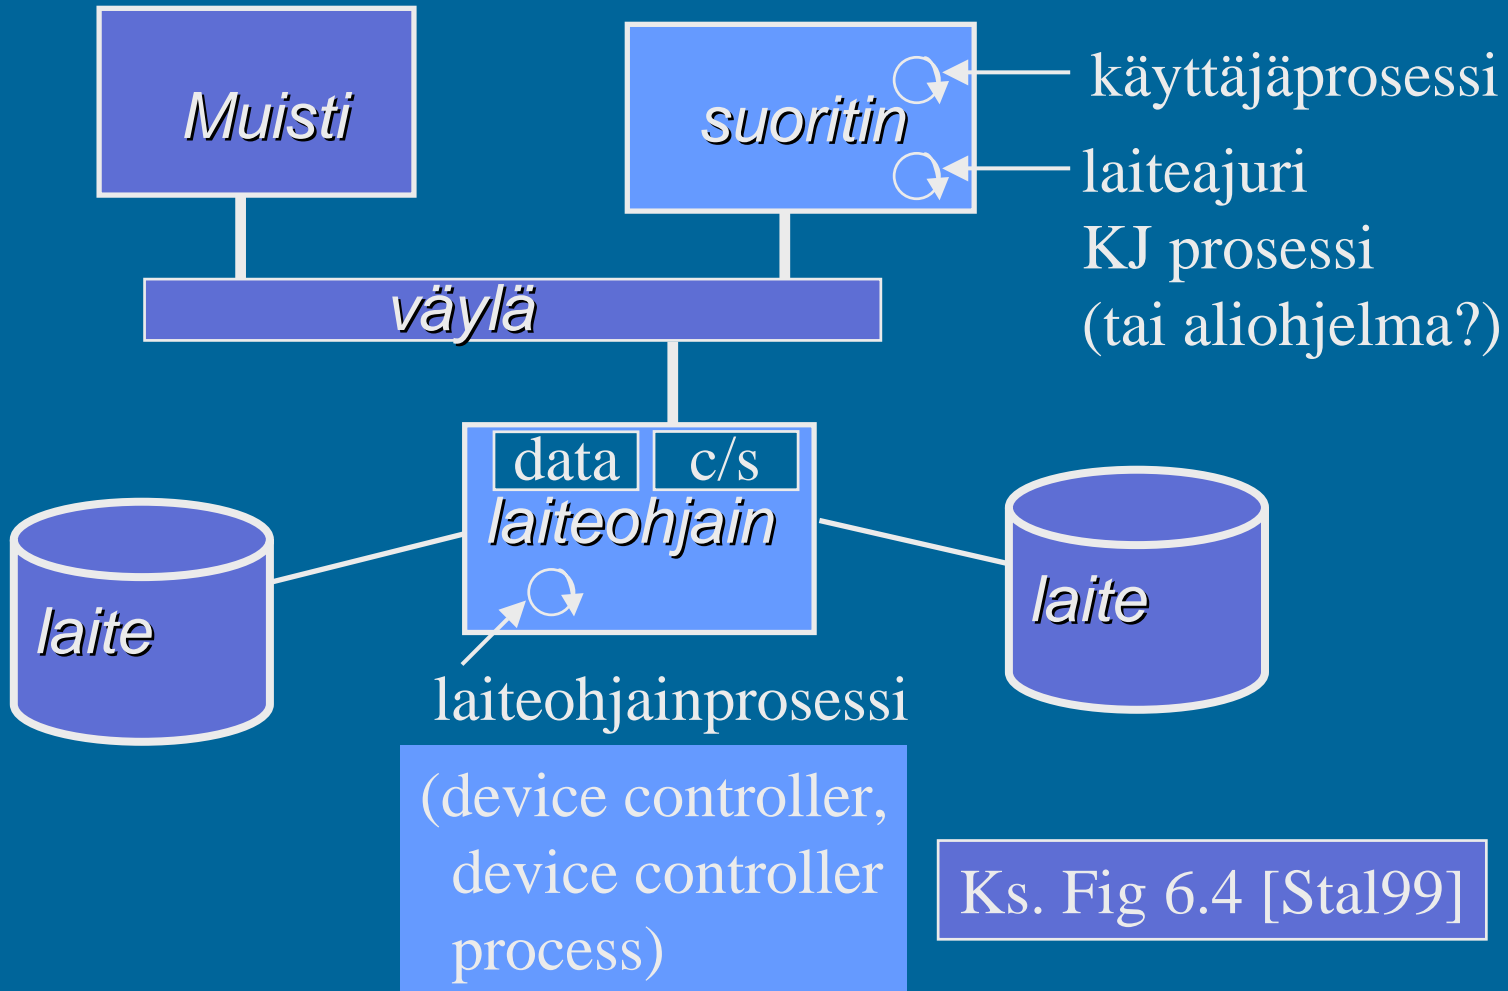 Muisti
suoritin
käyttäjäprosessi
laiteajuri
KJ prosessi
(tai aliohjelma?)
väylä
data
c/s
laiteohjain
laite
laite
laiteohjainprosessi
(device controller,
device controller
process)
Ks. Fig 6.4 [Stal99]